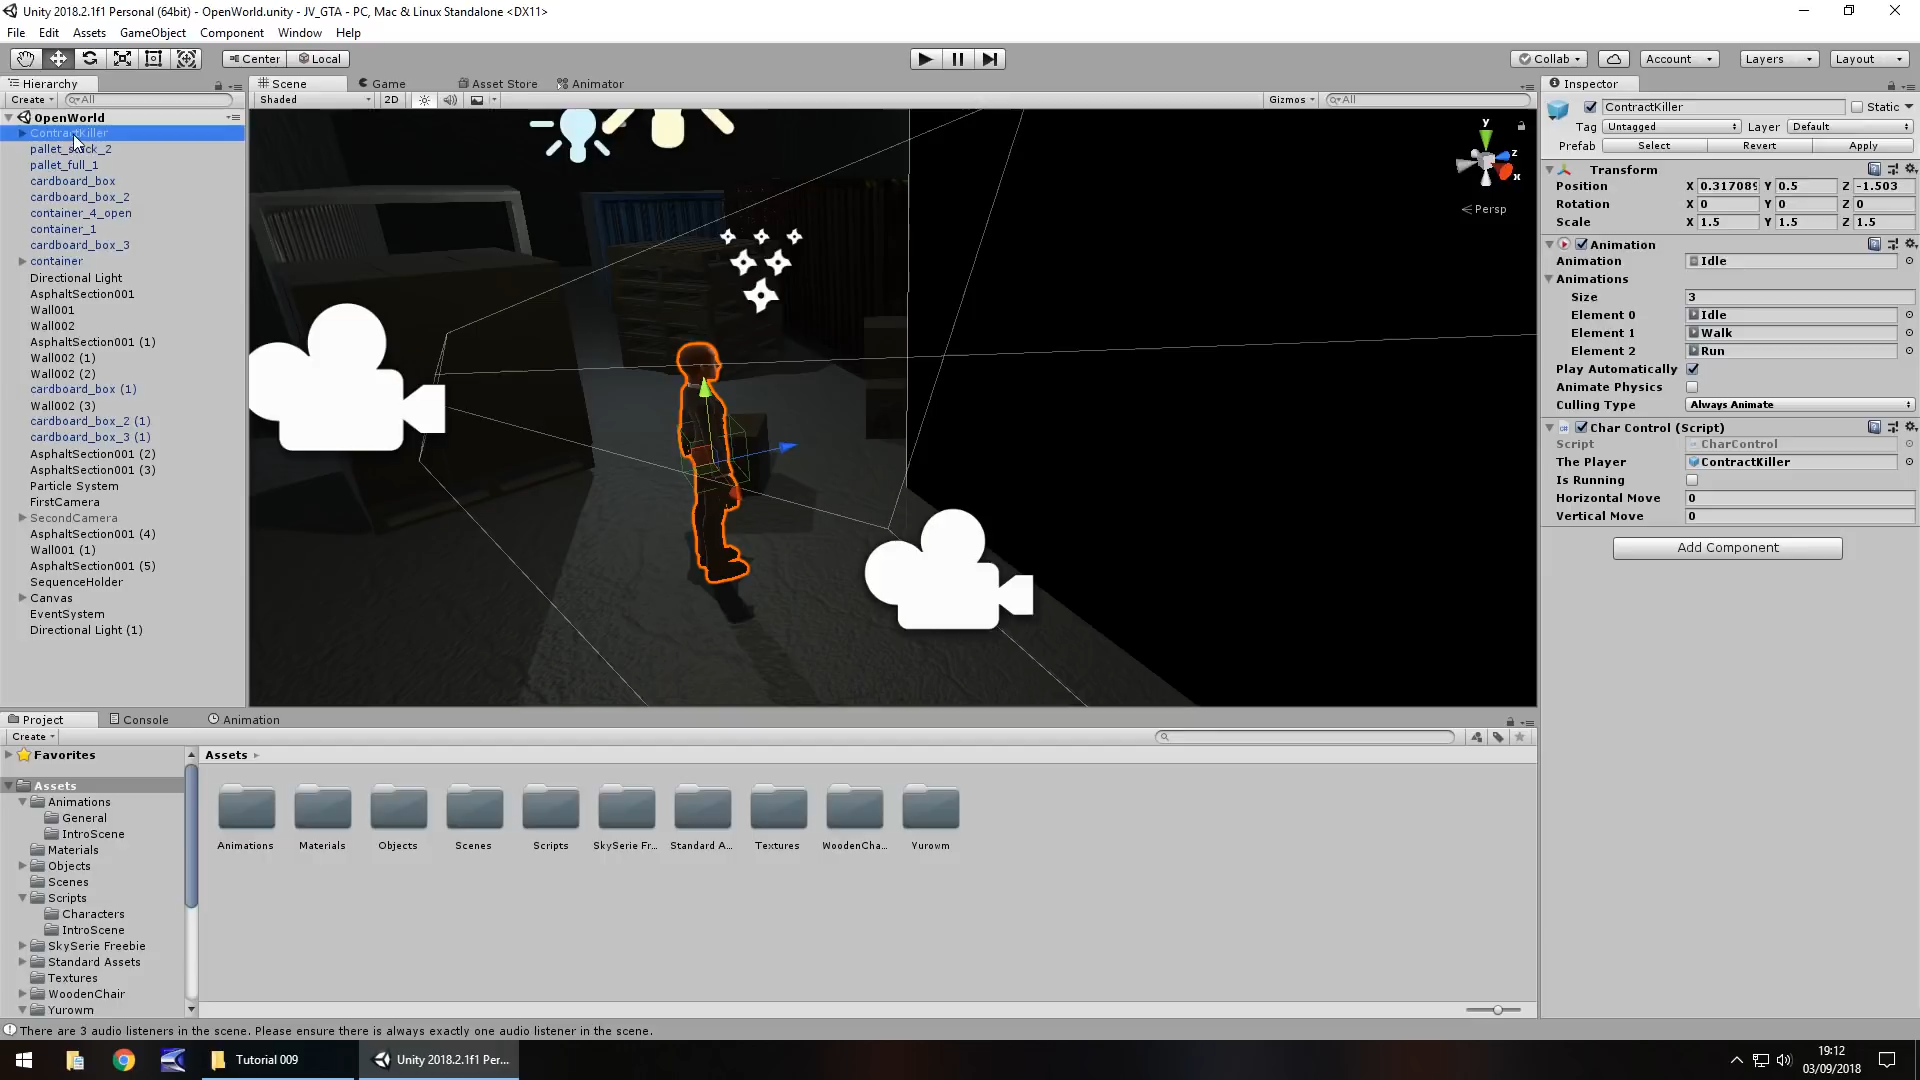 Unity 2018.2.1f1 Personal (64bit) - OpenWorld.unity - JV_GTA - PC, Mac & Linux Standalone <DX11>
File Edit Assets GameObject Component Window Help
Center Local Collab Account Layers Layout
Hierarchy
Create All
OpenWorld
ContractKiller
pallet_stack_2
pallet_full_1
cardboard_box
cardboard_box_2
container_4_open
container_1
cardboard_box_3
container
Directional Light
AsphaltSection001
Wall001
Wall002
AsphaltSection001 (1)
Wall002 (1)
Wall002 (2)
cardboard_box (1)
Wall002 (3)
cardboard_box_2 (1)
cardboard_box_3 (1)
AsphaltSection001 (2)
AsphaltSection001 (3)
Particle System
FirstCamera
SecondCamera
AsphaltSection001 (4)
Wall001 (1)
AsphaltSection001 (5)
SequenceHolder
Canvas
EventSystem
Directional Light (1)
Scene Game Asset Store Animator
Shaded 2D Gizmos All
y
z
x
Persp
Inspector
ContractKiller Static
Tag Untagged Layer Default
Prefab Select Revert Apply
Transform
Position X 0.317089 Y 0.5 Z -1.503
Rotation X 0 Y 0 Z 0
Scale X 1.5 Y 1.5 Z 1.5
Animation
Animation Idle
Animations
Size 3
Element 0 Idle
Element 1 Walk
Element 2 Run
Play Automatically
Animate Physics
Culling Type Always Animate
Char Control (Script)
Script CharControl
The Player ContractKiller
Is Running
Horizontal Move 0
Vertical Move 0
Add Component
Project Console Animation
Create
Favorites
Assets
Animations
General
IntroScene
Materials
Objects
Scenes
Scripts
Characters
IntroScene
SkySerie Freebie
Standard Assets
Textures
WoodenChair
Yurowm
Assets
Animations Materials Objects Scenes Scripts SkySerie Fr... Standard A... Textures WoodenCha... Yurowm
There are 3 audio listeners in the scene. Please ensure there is always exactly one audio listener in the scene.
Tutorial 009 Unity 2018.2.1f1 Per...
19:12
03/09/2018